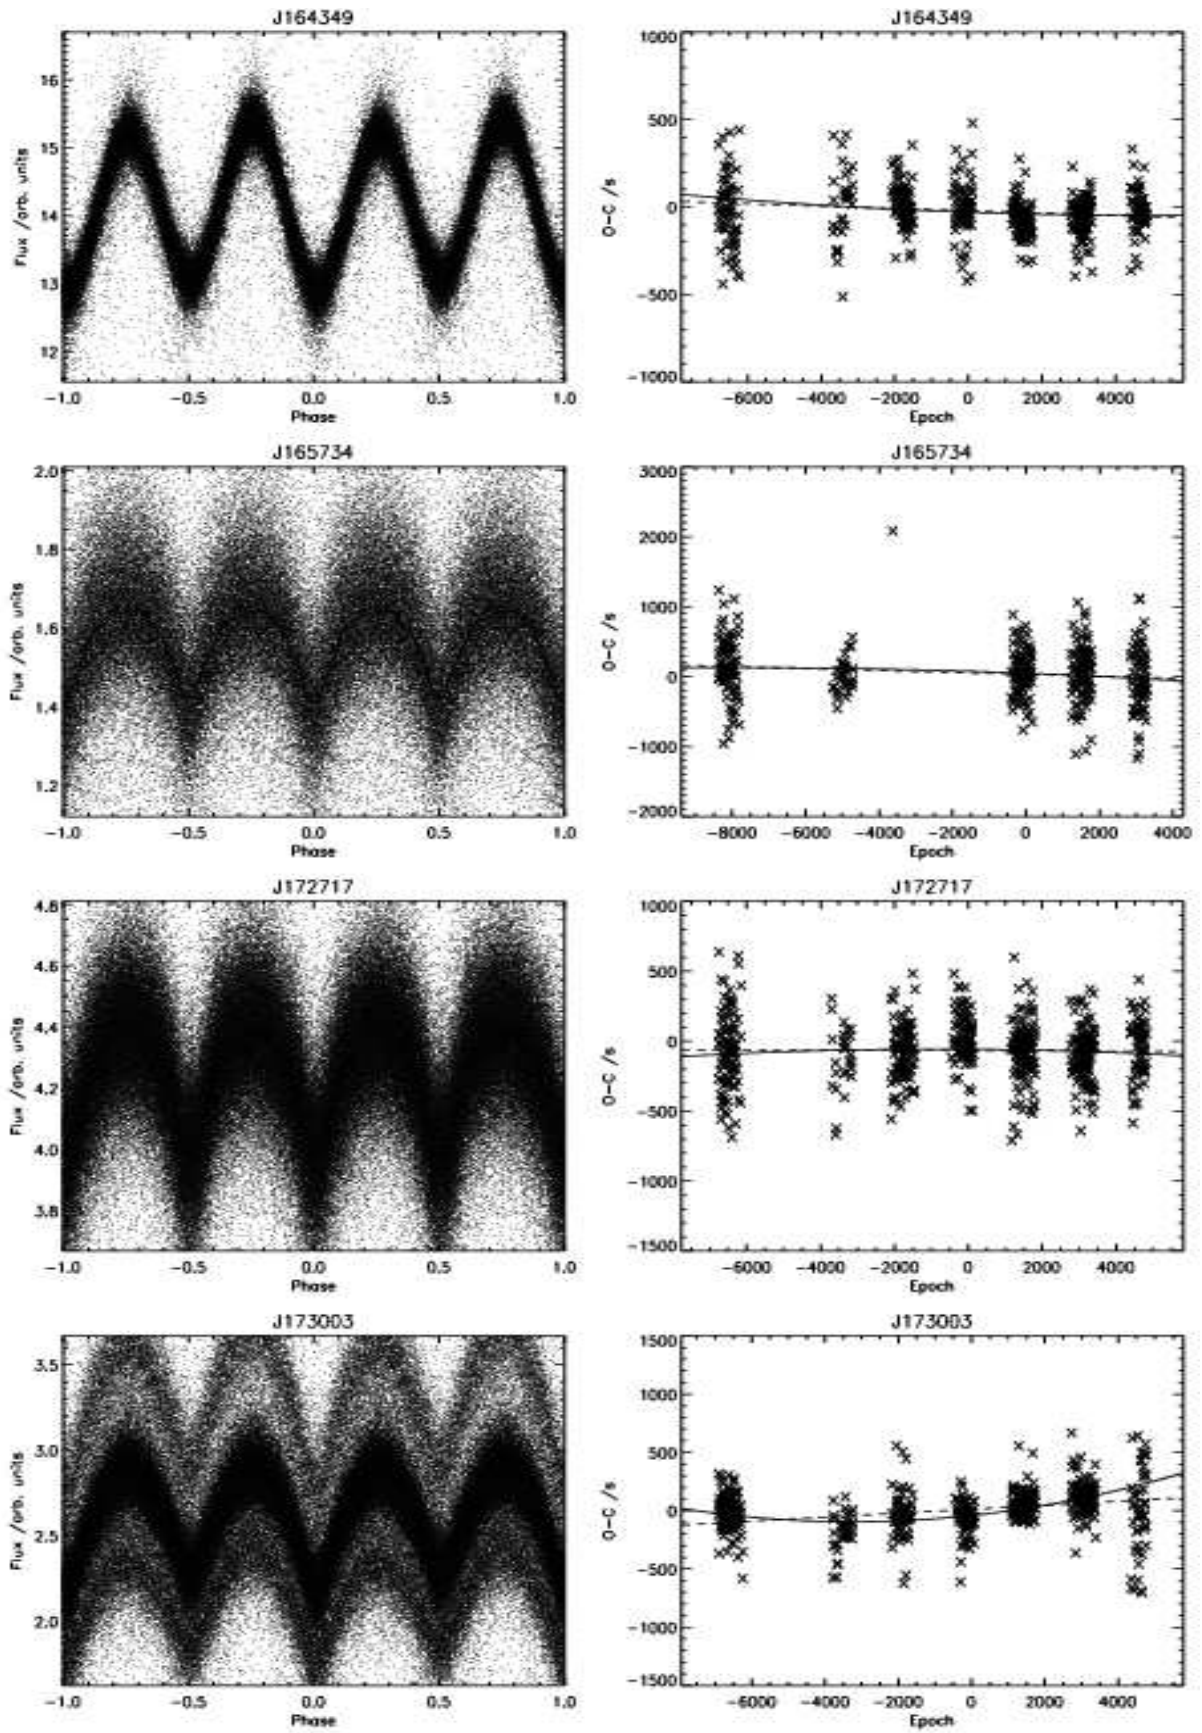 J164349
Flux /arb. units
16
15
14
13
12
-1.0 -0.5 0.0 0.5 1.0
Phase
J164349
O-C /s
1000
500
0
-500
-1000
-6000 -4000 -2000 0 2000 4000
Epoch
J165734
Flux /arb. units
2.0
1.8
1.6
1.4
1.2
-1.0 -0.5 0.0 0.5 1.0
Phase
J165734
O-C /s
3000
2000
1000
0
-1000
-2000
-8000 -6000 -4000 -2000 0 2000 4000
Epoch
J172717
Flux /arb. units
4.8
4.6
4.4
4.2
4.0
3.8
-1.0 -0.5 0.0 0.5 1.0
Phase
J172717
O-C /s
1000
500
0
-500
-1000
-1500
-6000 -4000 -2000 0 2000 4000
Epoch
J173003
Flux /arb. units
3.5
3.0
2.5
2.0
-1.0 -0.5 0.0 0.5 1.0
Phase
J173003
O-C /s
1500
1000
500
0
-500
-1000
-1500
-6000 -4000 -2000 0 2000 4000
Epoch